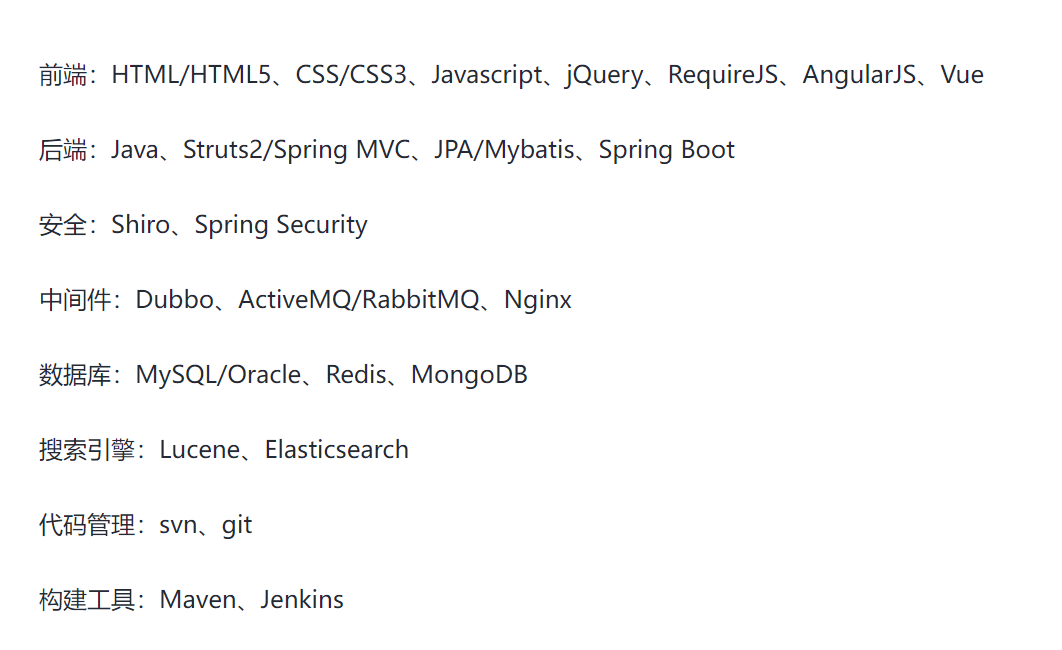 前端：HTML/HTML5、CSS/CSS3、Javascript、jQuery、RequireJS、AngularJS、Vue
后端：Java、Struts2/Spring MVC、JPA/Mybatis、Spring Boot
安全：Shiro、Spring Security
中间件：Dubbo、ActiveMQ/RabbitMQ、Nginx
数据库：MySQL/Oracle、Redis、MongoDB
搜索引擎：Lucene、Elasticsearch
代码管理：svn、git
构建工具：Maven、Jenkins